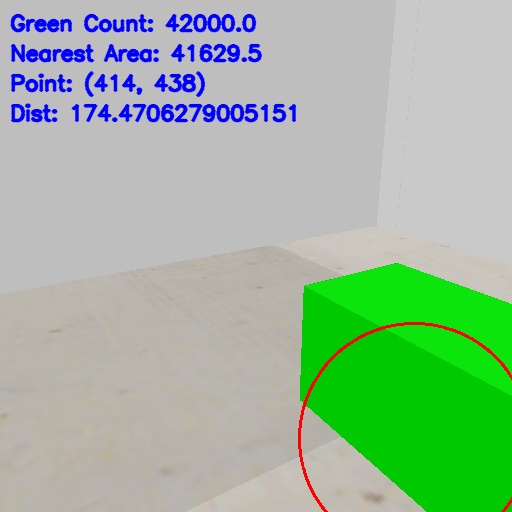 Green Count: 42000.0
Nearest Area: 41629.5
Point: (414, 438)
Dist: 174.4706279005151